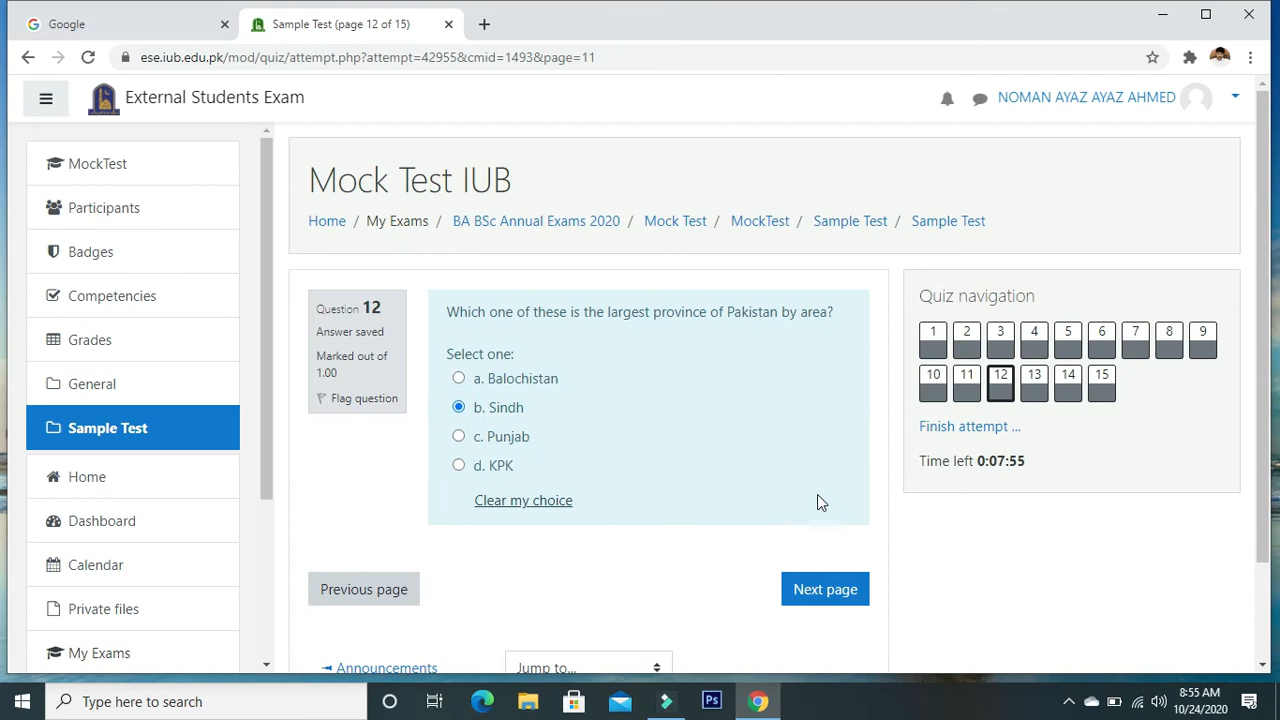 Google
Sample Test (page 12 of 15)
ese.iub.edu.pk/mod/quiz/attempt.php?attempt=42955&cmid=1493&page=11
External Students Exam
NOMAN AYAZ AYAZ AHMED
MockTest
Participants
Badges
Competencies
Grades
General
Sample Test
Home
Dashboard
Calendar
Private files
My Exams
Mock Test IUB
Home / My Exams / BA BSc Annual Exams 2020 / Mock Test / MockTest / Sample Test / Sample Test
Question 12
Answer saved
Marked out of
1.00
Flag question
Which one of these is the largest province of Pakistan by area?
Select one:
a. Balochistan
b. Sindh
c. Punjab
d. KPK
Clear my choice
Previous page
Next page
Announcements
Jump to...
Quiz navigation
1 2 3 4 5 6 7 8 9
10 11 12 13 14 15
Finish attempt ...
Time left 0:07:55
Type here to search
Ps
8:55 AM
10/24/2020